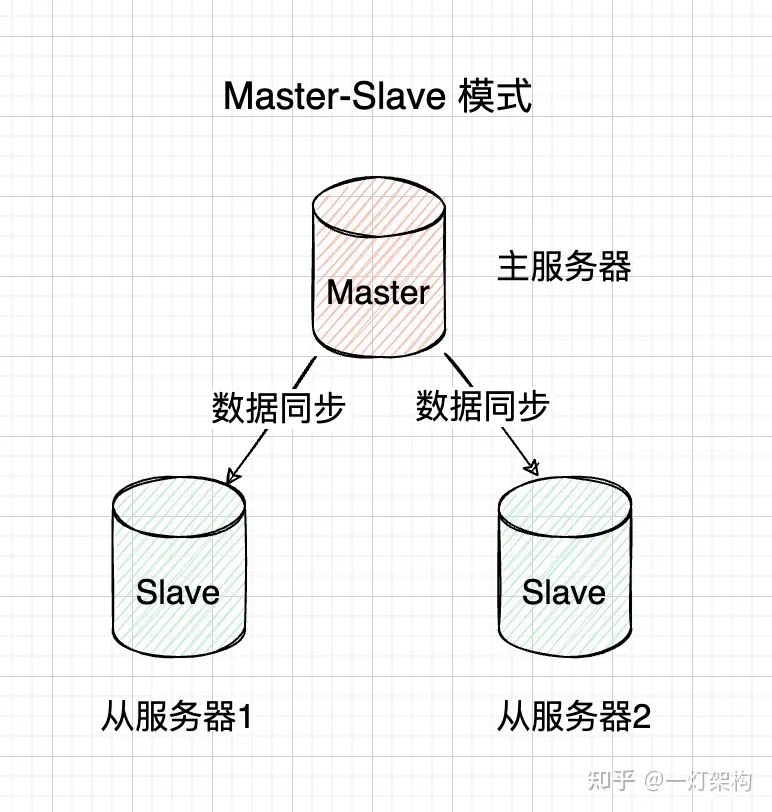 Master-Slave 模式
Master
主服务器
数据同步
数据同步
Slave
Slave
从服务器1
从服务器2
知乎 @一灯架构